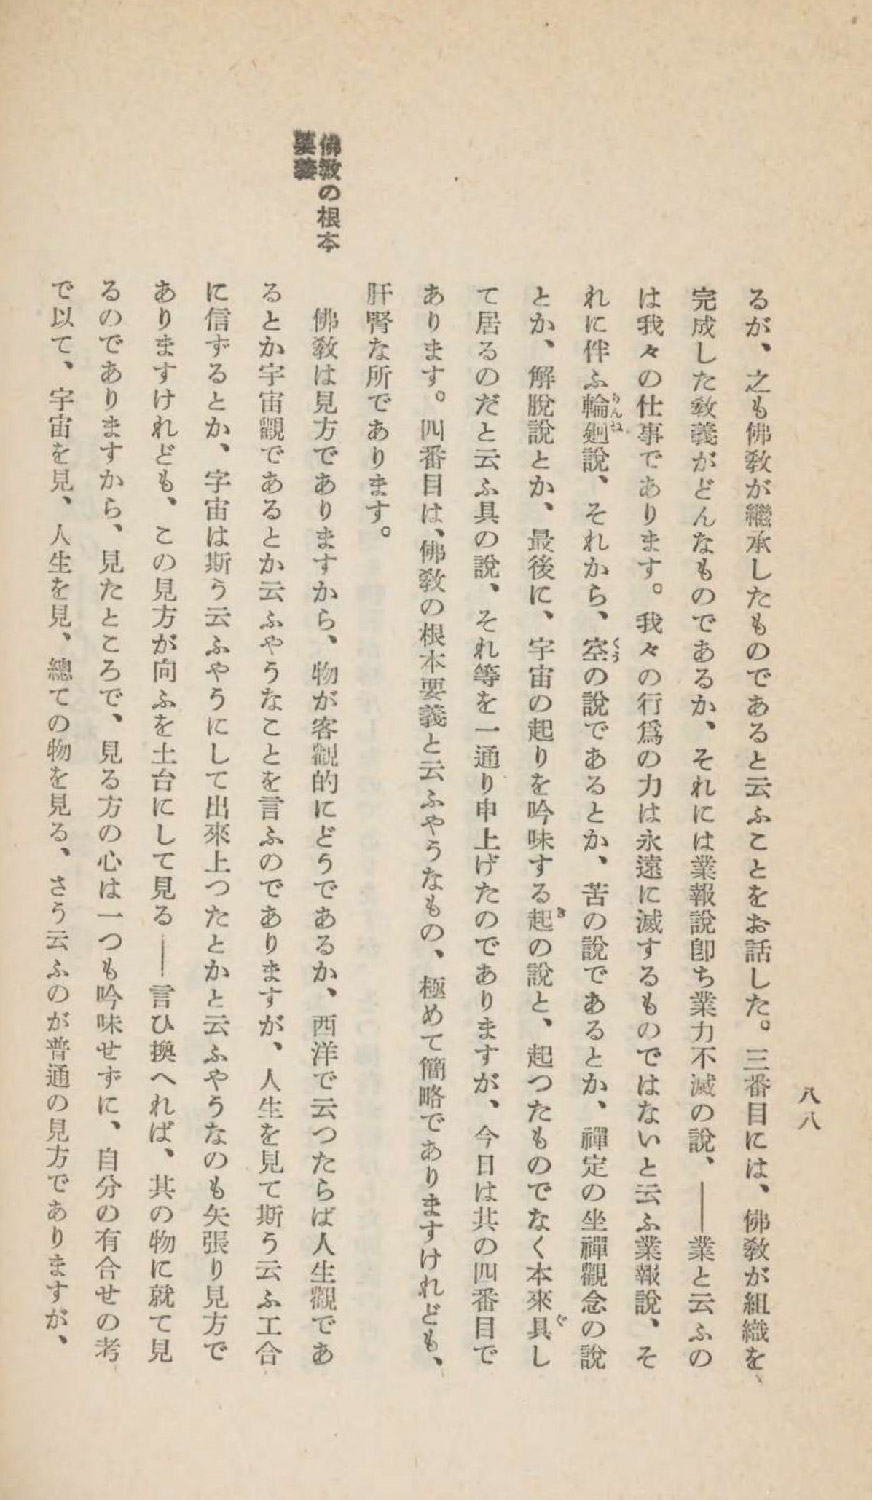 八八
るが、之も佛教が繼承したものであると云ふことをお話した。三番目には、佛教が組織を、
完成した敎義がどんなものであるか、それには業報說卽ち業力不滅の說、――業と云ふの
は我々の仕事であります。我々の行爲の力は永遠に滅するものではないと云ふ業報說、そ
れに伴ふ輪廻說、それから、空の說であるとか、苦の說であるとか、禪定の坐禪觀念の說
とか、解脫說とか、最後に、宇宙の起りを吟味する起の說と、起つたものでなく本來具し
て居るのだと云ふ具の說、それ等を一通り申上げたのでありますが、今日は其の四番目で
あります。四番目は、佛敎の根本要義と云ふやうなもの、極めて簡略でありますけれども、
肝腎な所であります。
佛敎の根本
要義
佛敎は見方でありますから、物が客觀的にどうであるか、西洋で云つたらば人生觀であ
るとか宇宙觀であるとか云ふやうなことを言ふのでありますが、人生を見て斯う云ふ工合
に信ずるとか、宇宙は斯う云ふやうにして出來上つたとかと云ふやうなのも矢張り見方で
ありますけれども、この見方が向ふを土台にして見る――言ひ換へれば、其の物に就て見
るのでありますから、見たところで、見る方の心は一つも吟味せずに、自分の有合せの考
で以て、宇宙を見、人生を見、總ての物を見る、さう云ふのが普通の見方でありますが、